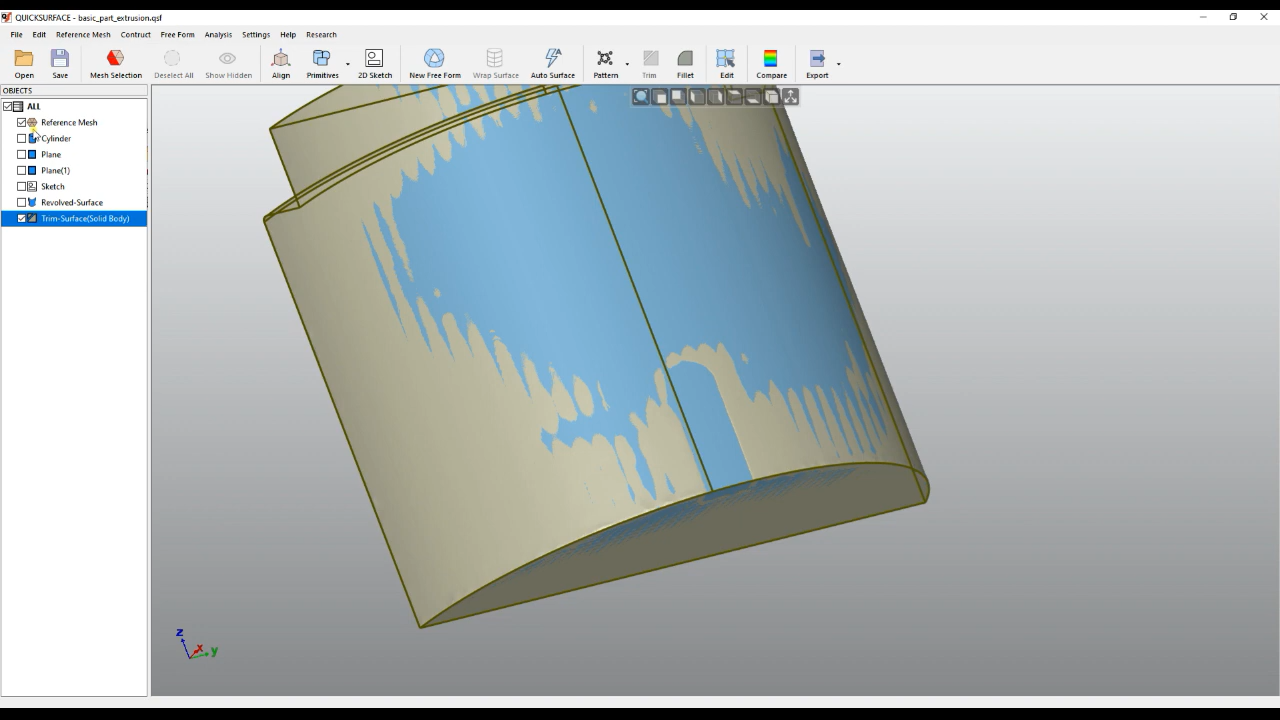 QUICKSURFACE - basic_part_extrusion.qsf
File Edit Reference Mesh Contruct Free Form Analysis Settings Help Research
Open Save Mesh Selection Deselect All Show Hidden Align Primitives 2D Sketch New Free Form Wrap Surface Auto Surface Pattern Trim Fillet Edit Compare Export
OBJECTS
ALL
Reference Mesh
Cylinder
Plane
Plane(1)
Sketch
Revolved-Surface
Trim-Surface(Solid Body)
z
x
y